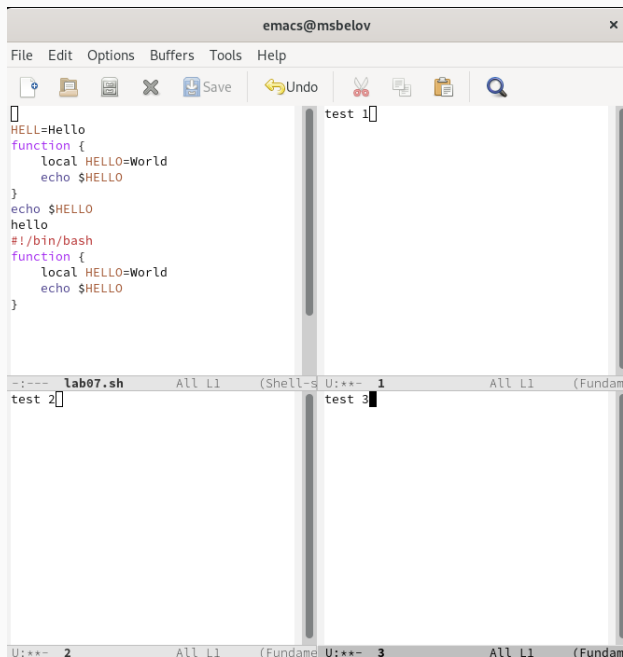 emacs@msbelov ×
File Edit Options Buffers Tools Help
Save Undo
HELL=Hello
function {
    local HELLO=World
    echo $HELLO
}
echo $HELLO
hello
#!/bin/bash
function {
    local HELLO=World
    echo $HELLO
}
-:--- lab07.sh All L1 (Shell-s
test 1
U:**- 1 All L1 (Fundam
test 2
U:**- 2 All L1 (Fundame
test 3
U:**- 3 All L1 (Fundam